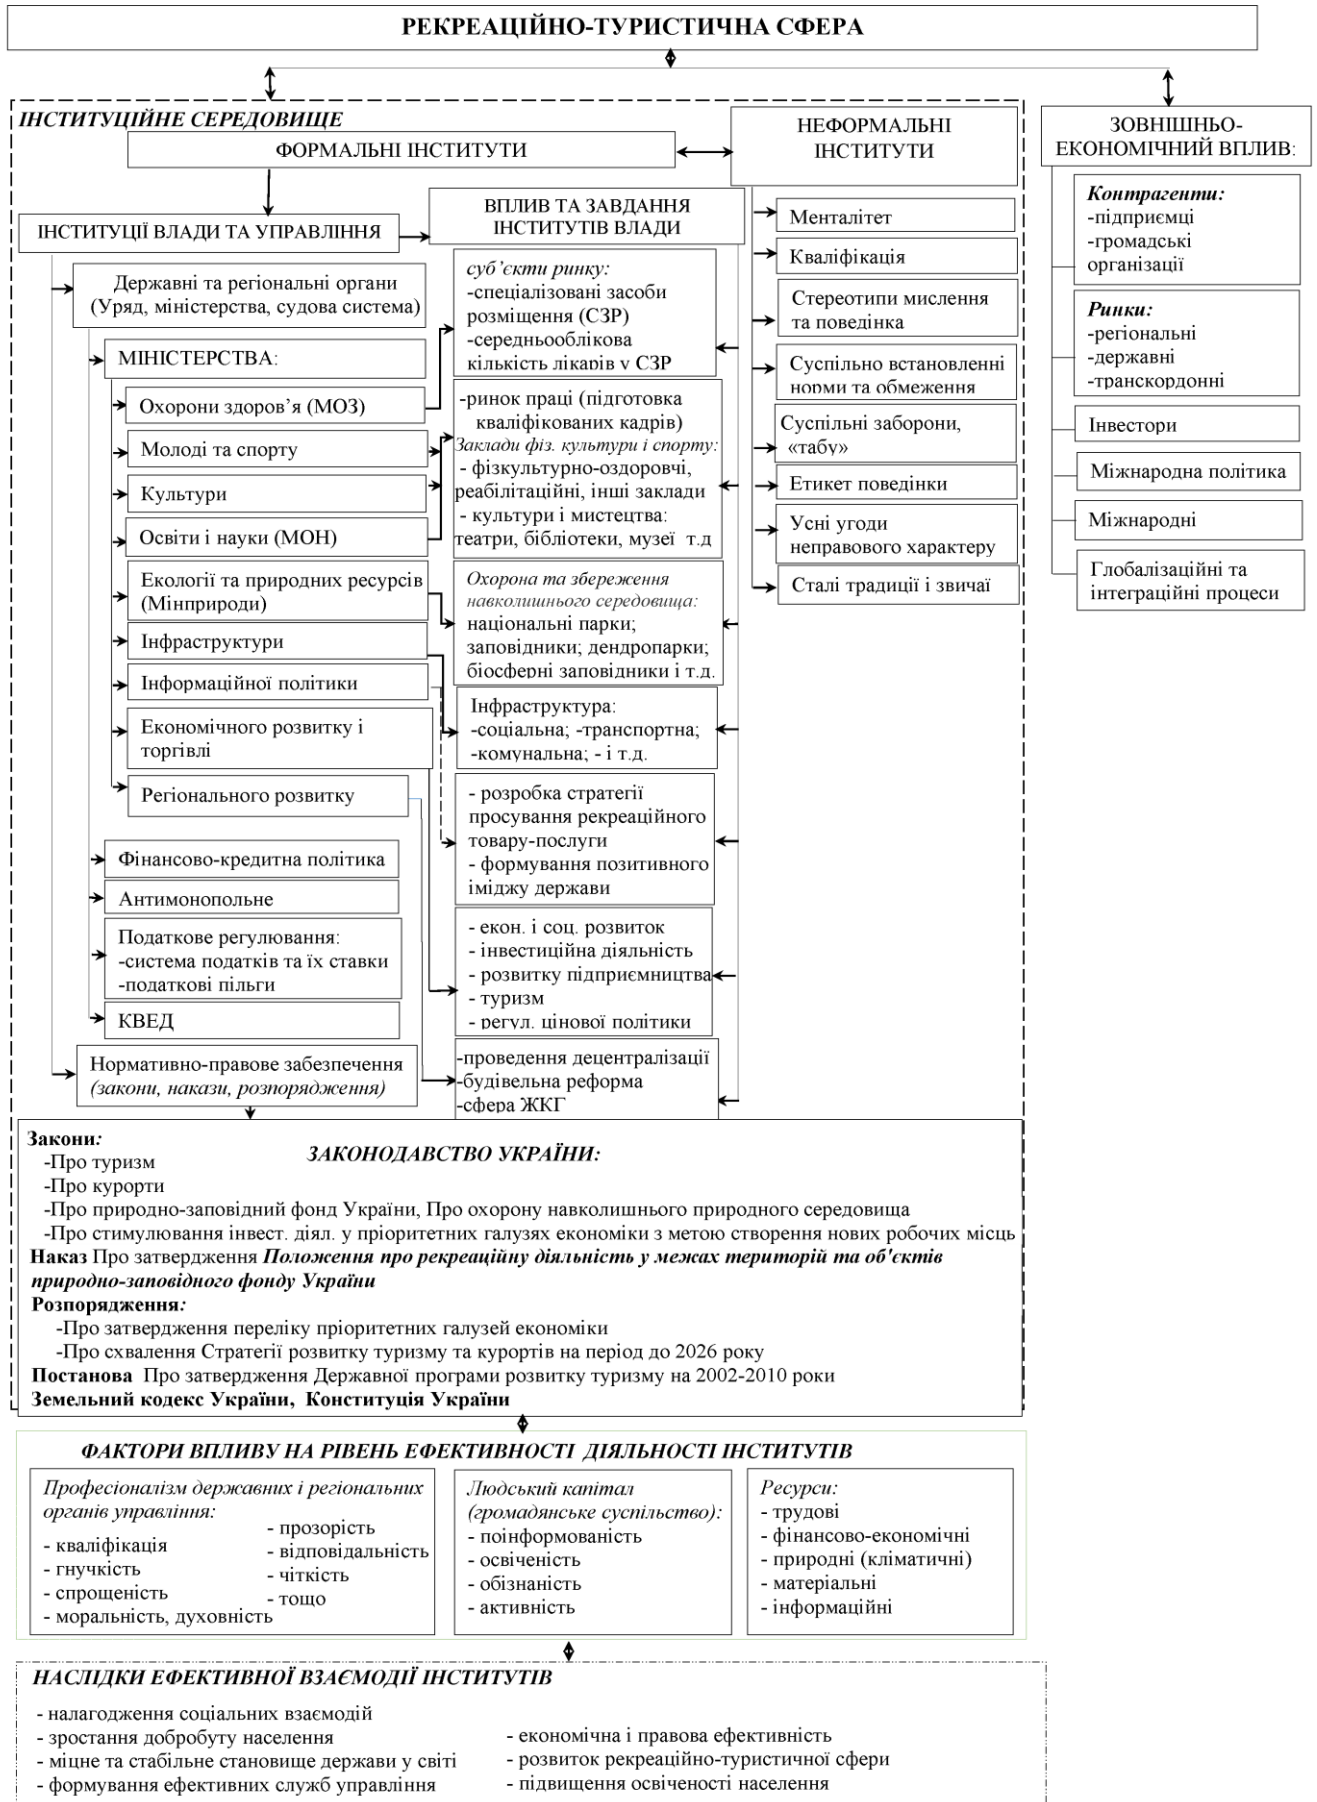 РЕКРЕАЦІЙНО-ТУРИСТИЧНА СФЕРА
ІНСТИТУЦІЙНЕ СЕРЕДОВИЩЕ
ФОРМАЛЬНІ ІНСТИТУТИ
НЕФОРМАЛЬНІ
ІНСТИТУТИ
ЗОВНІШНЬО-
ЕКОНОМІЧНИЙ ВПЛИВ:
ІНСТИТУЦІЇ ВЛАДИ ТА УПРАВЛІННЯ
ВПЛИВ ТА ЗАВДАННЯ
ІНСТИТУТІВ ВЛАДИ
Державні та регіональні органи
(Уряд, міністерства, судова система)
МІНІСТЕРСТВА:
Охорони здоров’я (МОЗ)
Молоді та спорту
Культури
Освіти і науки (МОН)
Екології та природних ресурсів
(Мінприроди)
Інфраструктури
Інформаційної політики
Економічного розвитку і
торгівлі
Регіонального розвитку
Фінансово-кредитна політика
Антимонопольне
Податкове регулювання:
-система податків та їх ставки
-податкові пільги
КВЕД
Нормативно-правове забезпечення
(закони, накази, розпорядження)
суб’єкти ринку:
-спеціалізовані засоби
розміщення (СЗР)
-середньооблікова
кількість лікарів у СЗР
-ринок праці (підготовка
кваліфікованих кадрів)
Заклади фіз. культури і спорту:
- фізкультурно-оздоровчі,
реабілітаційні, інші заклади
- культури і мистецтва:
театри, бібліотеки, музеї т.д
Охорона та збереження
навколишнього середовища:
національні парки;
заповідники; дендропарки;
біосферні заповідники і т.д.
Інфраструктура:
-соціальна; -транспортна;
-комунальна; - і т.д.
- розробка стратегії
просування рекреаційного
товару-послуги
- формування позитивного
іміджу держави
- екон. і соц. розвиток
- інвестиційна діяльність
- розвитку підприємництва
- туризм
- регул. цінової політики
-проведення децентралізації
-будівельна реформа
-сфера ЖКГ
Менталітет
Кваліфікація
Стереотипи мислення
та поведінка
Суспільно встановленні
норми та обмеження
Суспільні заборони,
«табу»
Етикет поведінки
Усні угоди
неправового характеру
Сталі традиції і звичаї
Контрагенти:
-підприємці
-громадські
організації
Ринки:
-регіональні
-державні
-транскордонні
Інвестори
Міжнародна політика
Міжнародні
Глобалізаційні та
інтеграційні процеси
Закони:
ЗАКОНОДАВСТВО УКРАЇНИ:
-Про туризм
-Про курорти
-Про природно-заповідний фонд України, Про охорону навколишнього природного середовища
-Про стимулювання інвест. діял. у пріоритетних галузях економіки з метою створення нових робочих місць
Наказ Про затвердження Положення про рекреаційну діяльність у межах територій та об'єктів
природно-заповідного фонду України
Розпорядження:
-Про затвердження переліку пріоритетних галузей економіки
-Про схвалення Стратегії розвитку туризму та курортів на період до 2026 року
Постанова Про затвердження Державної програми розвитку туризму на 2002-2010 роки
Земельний кодекс України, Конституція України
ФАКТОРИ ВПЛИВУ НА РІВЕНЬ ЕФЕКТИВНОСТІ ДІЯЛЬНОСТІ ІНСТИТУТІВ
Професіоналізм державних і регіональних
органів управління:
- кваліфікація
- гнучкість
- спрощеність
- моральність, духовність
- прозорість
- відповідальність
- чіткість
- тощо
Людський капітал
(громадянське суспільство):
- поінформованість
- освіченість
- обізнаність
- активність
Ресурси:
- трудові
- фінансово-економічні
- природні (кліматичні)
- матеріальні
- інформаційні
НАСЛІДКИ ЕФЕКТИВНОЇ ВЗАЄМОДІЇ ІНСТИТУТІВ
- налагодження соціальних взаємодій
- зростання добробуту населення
- міцне та стабільне становище держави у світі
- формування ефективних служб управління
- економічна і правова ефективність
- розвиток рекреаційно-туристичної сфери
- підвищення освіченості населення